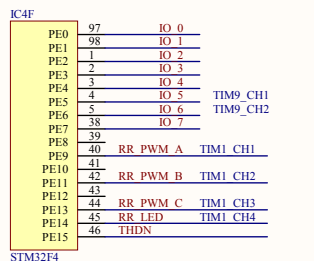 IC4F
PE0 97 IO_0
PE1 98 IO_1
PE2 1 IO_2
PE3 2 IO_3
PE4 3 IO_4
PE5 4 IO_5 TIM9_CH1
PE6 5 IO_6 TIM9_CH2
PE7 38 IO_7
PE8 39
PE9 40 RR_PWM_A TIM1_CH1
PE10 41
PE11 42 RR_PWM_B TIM1_CH2
PE12 43
PE13 44 RR_PWM_C TIM1_CH3
PE14 45 RR_LED TIM1_CH4
PE15 46 THDN
STM32F4